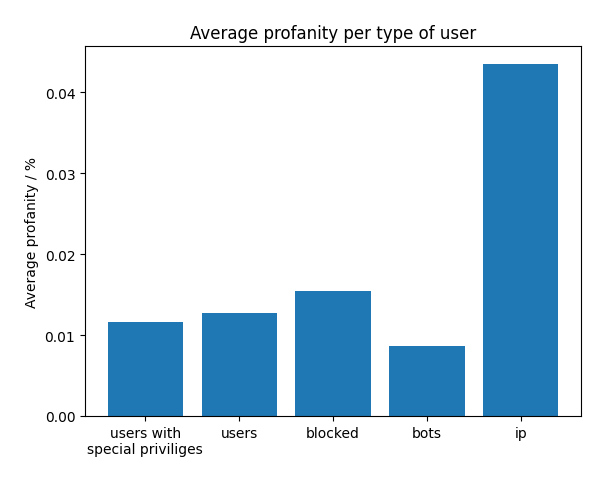 Average profanity per type of user
Average profanity / %
0.04
0.03
0.02
0.01
0.00
users with
special priviliges
users
blocked
bots
ip